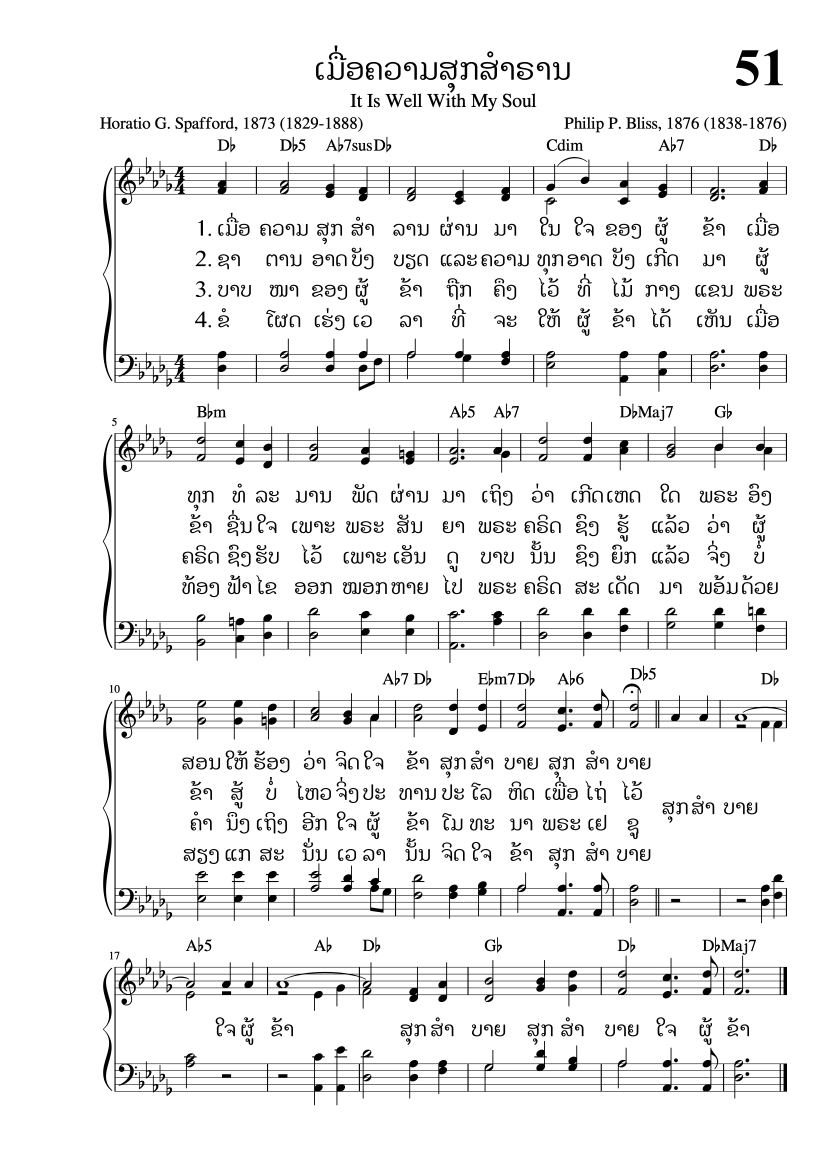 51
ເມື່ອຄວາມສຸກສຳຣານ
It Is Well With My Soul
Horatio G. Spafford, 1873 (1829-1888) Philip P. Bliss, 1876 (1838-1876)
D♭ D♭5 A♭7sus D♭ Cdim A♭7 D♭
1. ເມື່ອ ຄວາມ ສຸກ ສຳ ລານ ຜ່ານ ມາ ໃນ ໃຈ ຂອງ ຜູ້ ຂ້າ ເມື່ອ
2. ຊາ ຕານ ອາດ ບັງ ບຽດ ແລະ ຄວາມ ທຸກ ອາດ ບັງ ເກີດ ມາ ຜູ້
3. ບາບ ໜາ ຂອງ ຜູ້ ຂ້າ ຖືກ ຄຶງ ໄວ້ ທີ່ ໄມ້ ກາງ ແຂນ ພຣະ
4. ຂໍ ໂຜດ ເຮ່ງ ເວ ລາ ທີ່ ຈະ ໃຫ້ ຜູ້ ຂ້າ ໄດ້ ເຫັນ ເມື່ອ
5 B♭m A♭5 A♭7 D♭Maj7 G♭
ທຸກ ທໍ ລະ ມານ ພັດ ຜ່ານ ມາ ເຖິງ ວ່າ ເກີດ ເຫດ ໃດ ພຣະ ອົງ
ຂ້າ ຊື່ນ ໃຈ ເພາະ ພຣະ ສັນ ຍາ ພຣະ ຄຣິດ ຊົງ ຮູ້ ແລ້ວ ວ່າ ຜູ້
ຄຣິດ ຊົງ ຮັບ ໄວ້ ເພາະ ເອັນ ດູ ບາບ ນັ້ນ ຊົງ ຍົກ ແລ້ວ ຈິ່ງ ບໍ່
ທ້ອງ ຟ້າ ໄຂ ອອກ ໝອກ ຫາຍ ໄປ ພຣະ ຄຣິດ ສະ ເດັດ ມາ ພອ້ມ ດ້ວຍ
10 A♭7 D♭ E♭m7 D♭ A♭6 D♭5 D♭
ສອນ ໃຫ້ ຮ້ອງ ວ່າ ຈິດ ໃຈ ຂ້າ ສຸກ ສຳ ບາຍ ສຸກ ສຳ ບາຍ
ຂ້າ ສູ້ ບໍ່ ໄຫວ ຈິ່ງ ປະ ທານ ປະ ໂລ ຫິດ ເພື່ອ ໄຖ່ ໄວ້
ຄຳ ນຶງ ເຖິງ ອີກ ໃຈ ຜູ້ ຂ້າ ໂມ ທະ ນາ ພຣະ ເຢ ຊູ
ສຸກ ສຳ ບາຍ
ສຽງ ແກ ສະ ນັ່ນ ເວ ລາ ນັ້ນ ຈິດ ໃຈ ຂ້າ ສຸກ ສຳ ບາຍ
17 A♭5 A♭ D♭ G♭ D♭ D♭Maj7
ໃຈ ຜູ້ ຂ້າ ສຸກ ສຳ ບາຍ ສຸກ ສຳ ບາຍ ໃຈ ຜູ້ ຂ້າ